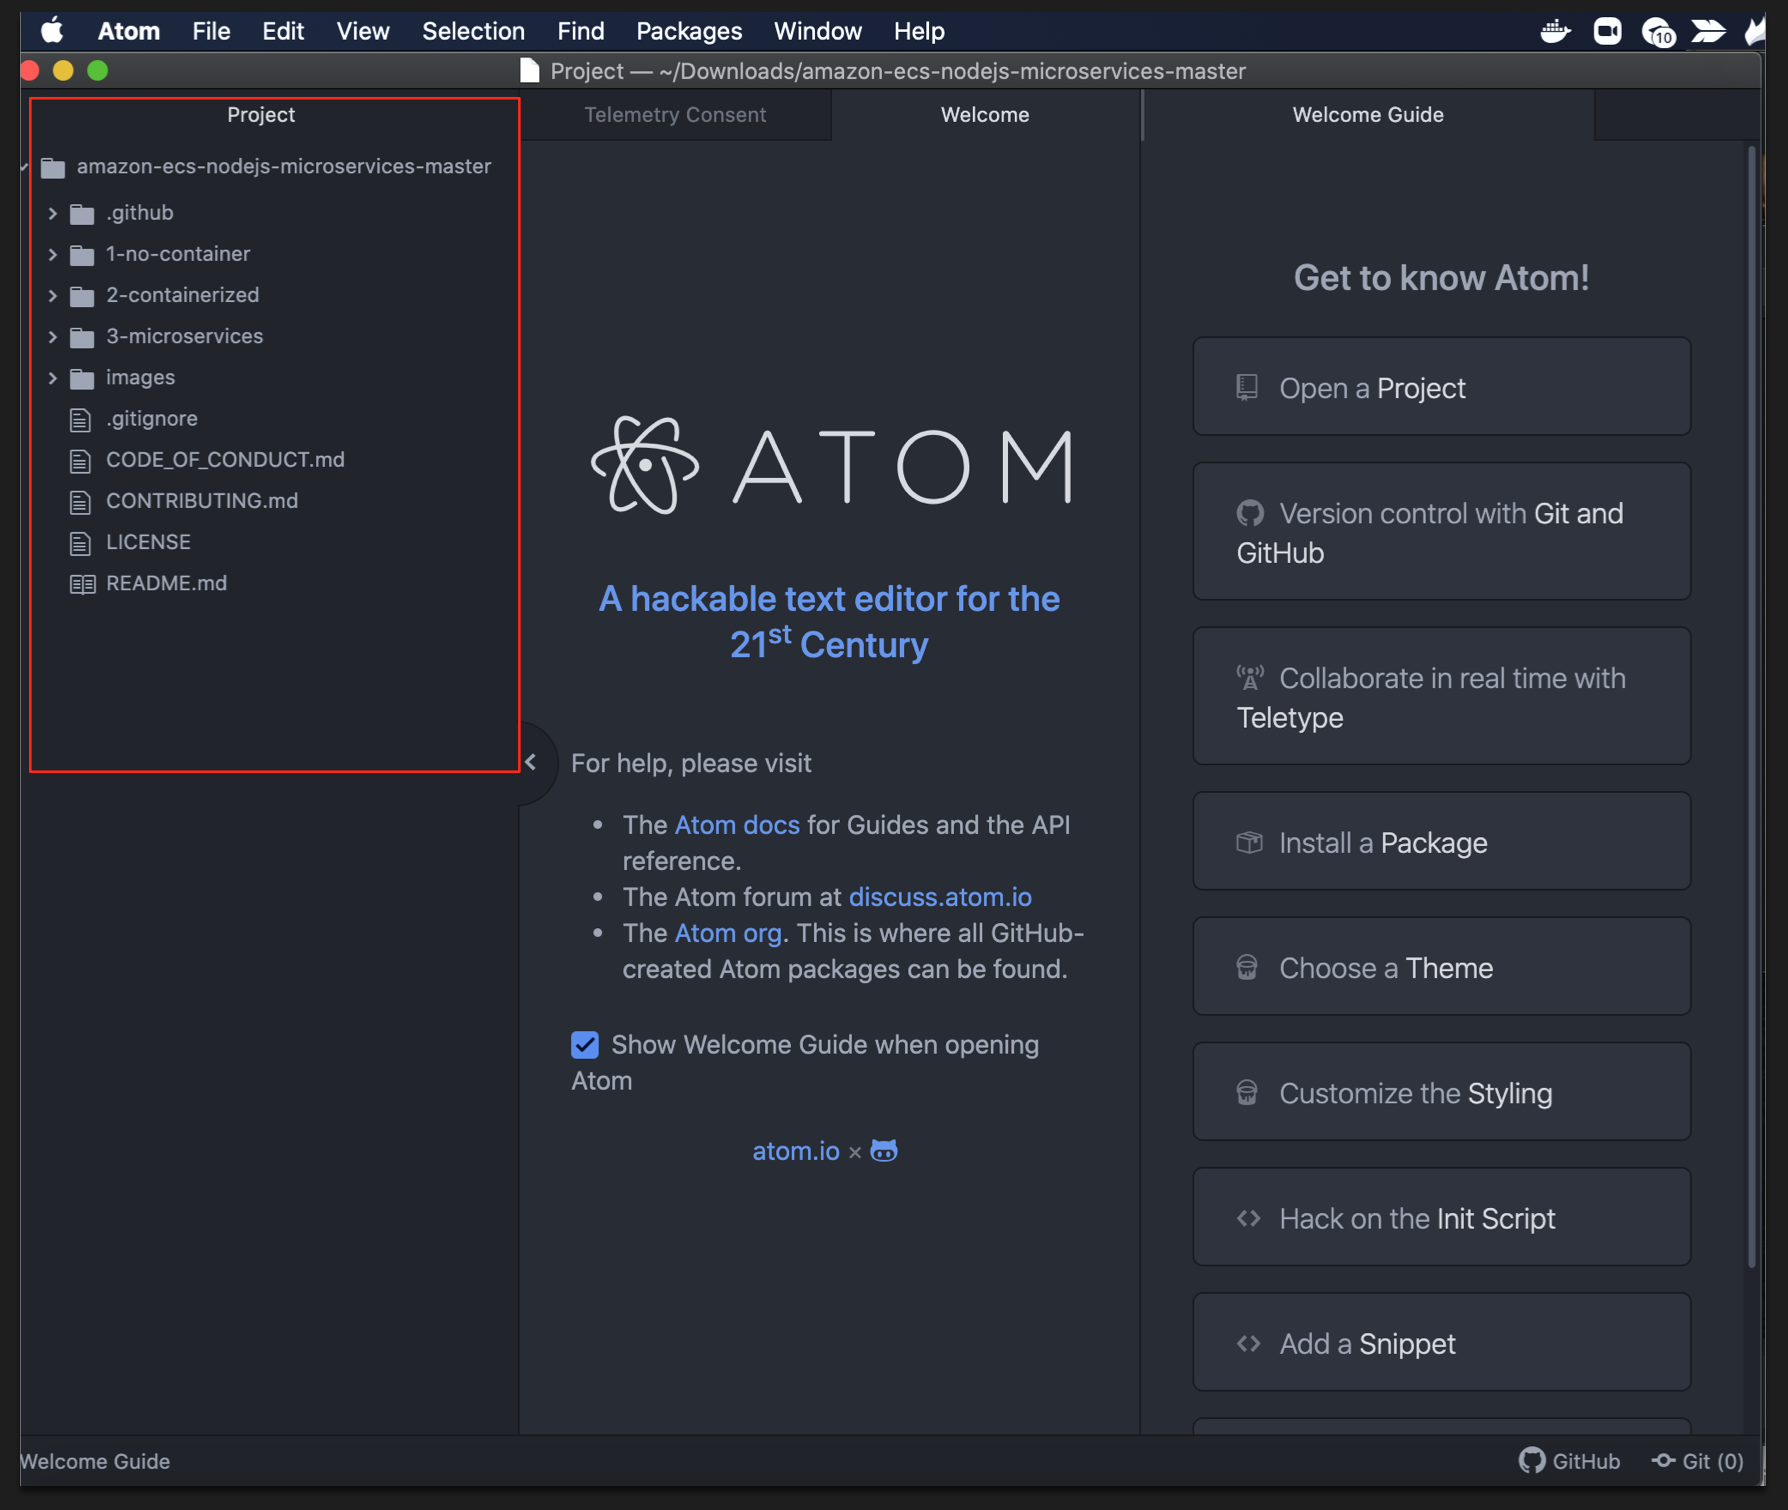 Atom File Edit View Selection Find Packages Window Help
10
Project — ~/Downloads/amazon-ecs-nodejs-microservices-master
Project
Telemetry Consent
Welcome
Welcome Guide
amazon-ecs-nodejs-microservices-master
.github
1-no-container
2-containerized
3-microservices
images
.gitignore
CODE_OF_CONDUCT.md
CONTRIBUTING.md
LICENSE
README.md
ATOM
A hackable text editor for the
21st Century
For help, please visit
• The Atom docs for Guides and the API
reference.
• The Atom forum at discuss.atom.io
• The Atom org. This is where all GitHub-
created Atom packages can be found.
Show Welcome Guide when opening
Atom
atom.io ×
Get to know Atom!
Open a Project
Version control with Git and
GitHub
Collaborate in real time with
Teletype
Install a Package
Choose a Theme
Customize the Styling
Hack on the Init Script
Add a Snippet
Welcome Guide
GitHub
Git (0)